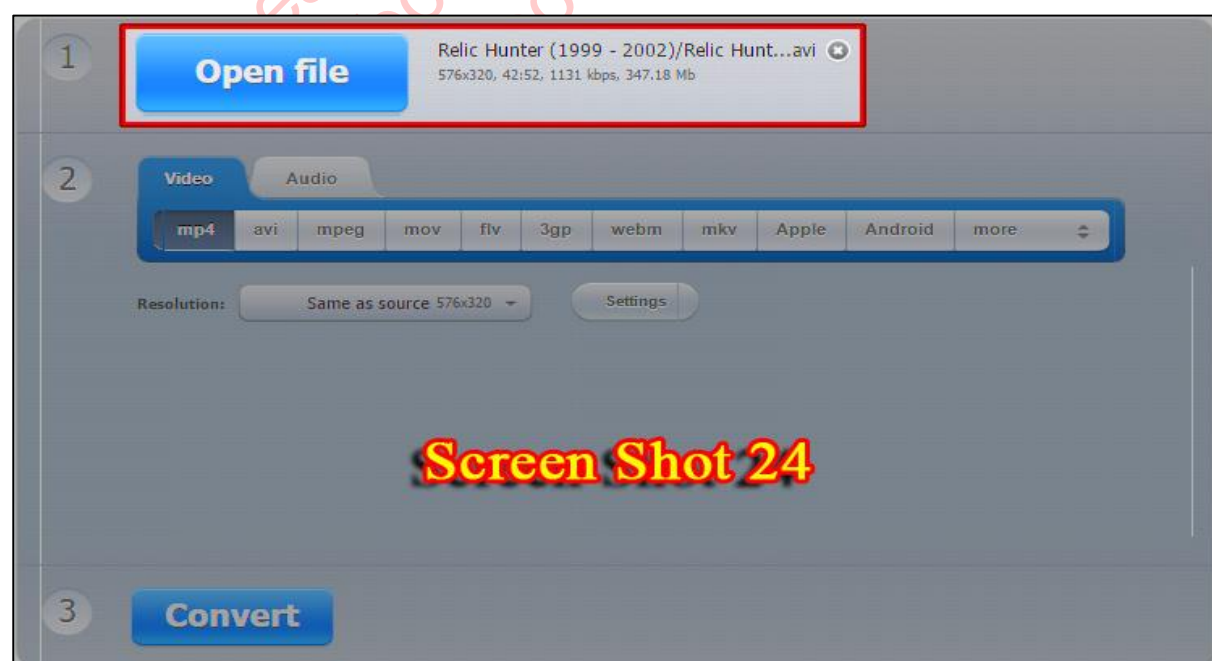 1
Open file
Relic Hunter (1999 - 2002)/Relic Hunt...avi
576x320, 42:52, 1131 kbps, 347.18 Mb
2
Video Audio
mp4 avi mpeg mov flv 3gp webm mkv Apple Android more
Resolution: Same as source 576x320 Settings
Screen Shot 24
3
Convert